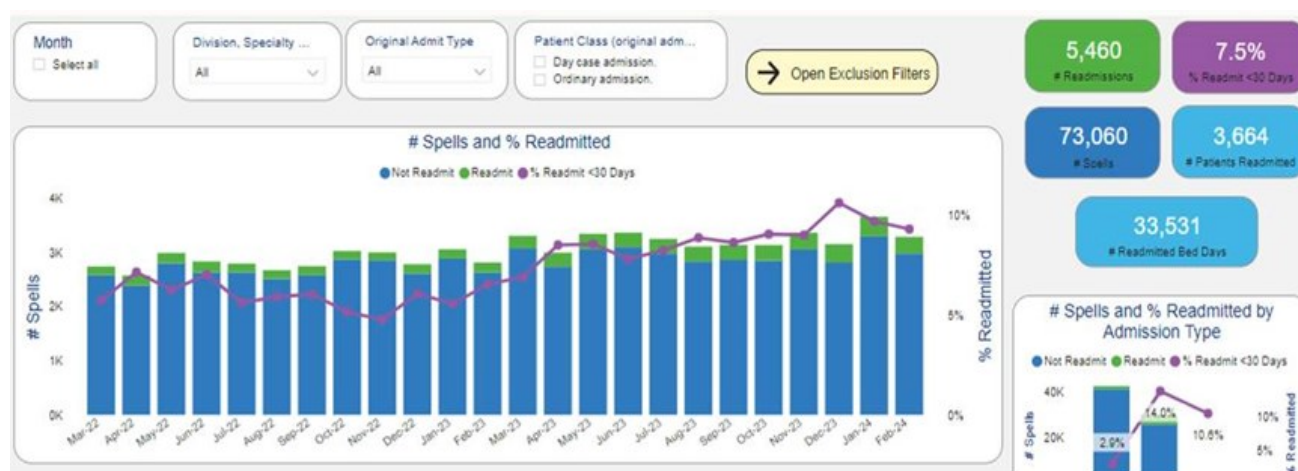 Month
Select all
Division, Specialty ...
All
Original Admit Type
All
Patient Class (original adm...
Day case admission.
Ordinary admission.
→ Open Exclusion Filters
5,460
# Readmissions
7.5%
% Readmit <30 Days
73,060
# Spells
3,664
# Patients Readmitted
33,531
# Readmitted Bed Days
# Spells and % Readmitted
Not Readmit Readmit % Readmit <30 Days
4K
3K
2K
1K
0K
# Spells
10%
5%
0%
% Readmitted
Mar-22 Apr-22 May-22 Jun-22 Jul-22 Aug-22 Sep-22 Oct-22 Nov-22 Dec-22 Jan-23 Feb-23 Mar-23 Apr-23 May-23 Jun-23 Jul-23 Aug-23 Sep-23 Oct-23 Nov-23 Dec-23 Jan-24 Feb-24
# Spells and % Readmitted by
Admission Type
Not Readmit Readmit % Readmit <30 Days
40K
20K
# Spells
2.9%
14.0%
10.6%
10%
5%
% Readmitted